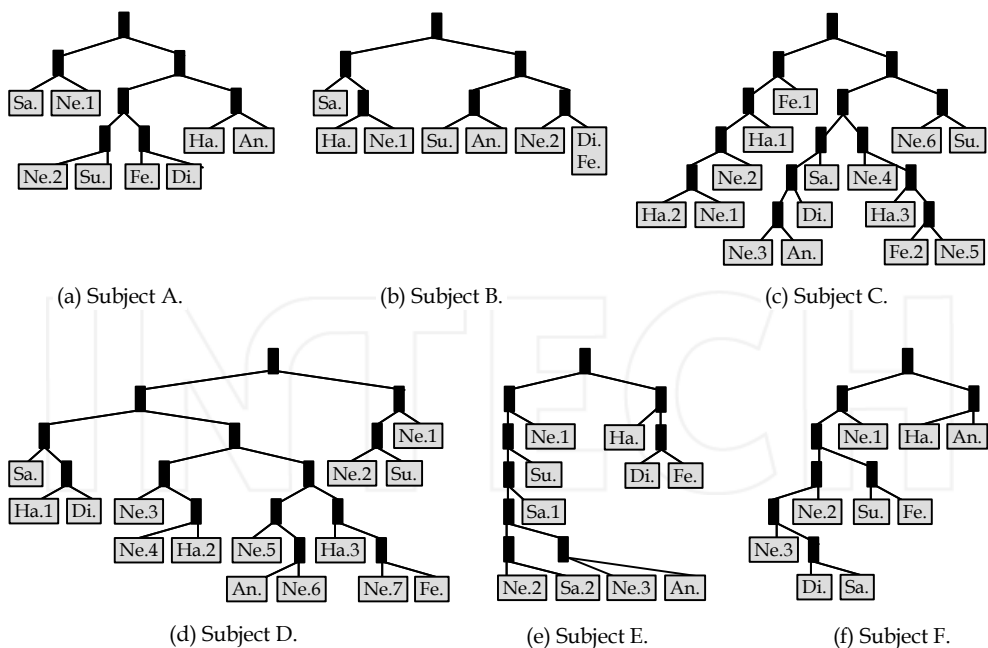 Sa. Ne.1
Ne.2 Su. Fe. Di.
Ha. An.
(a) Subject A.
Sa.
Ha. Ne.1 Su. An. Ne.2 Di.
Fe.
(b) Subject B.
Fe.1
Ha.1
Ne.2
Ha.2 Ne.1
Sa. Ne.4
Di.
Ne.3 An.
Ha.3
Fe.2 Ne.5
Ne.6 Su.
(c) Subject C.
INTECH
Sa.
Ha.1 Di.
Ne.3
Ne.4 Ha.2
Ne.5 Ha.3
An. Ne.6
Ne.7 Fe.
Ne.1
Ne.2 Su.
(d) Subject D.
Ne.1
Su.
Sa.1
Ne.2 Sa.2 Ne.3 An.
Ha.
Di. Fe.
(e) Subject E.
Ne.1 Ha. An.
Ne.2 Su. Fe.
Ne.3
Di. Sa.
(f) Subject F.